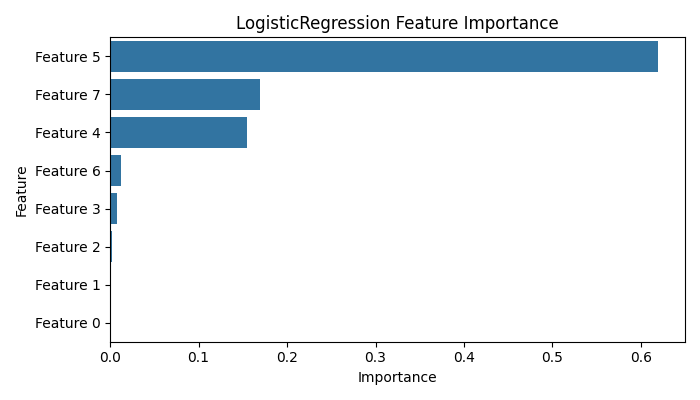 LogisticRegression Feature Importance
Feature 5
Feature 7
Feature 4
Feature 6
Feature 3
Feature 2
Feature 1
Feature 0
Feature
0.0 0.1 0.2 0.3 0.4 0.5 0.6
Importance